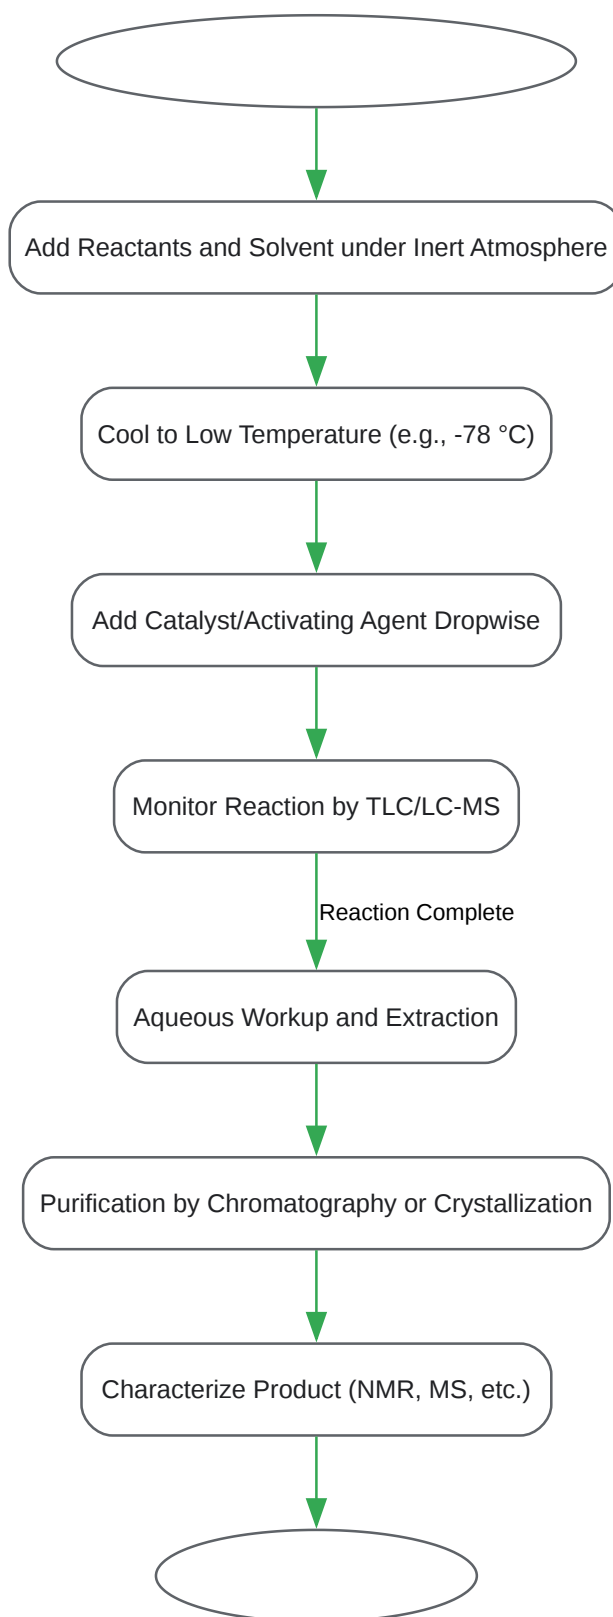 Add Reactants and Solvent under Inert Atmosphere
Cool to Low Temperature (e.g., -78 °C)
Add Catalyst/Activating Agent Dropwise
Monitor Reaction by TLC/LC-MS
Reaction Complete
Aqueous Workup and Extraction
Purification by Chromatography or Crystallization
Characterize Product (NMR, MS, etc.)